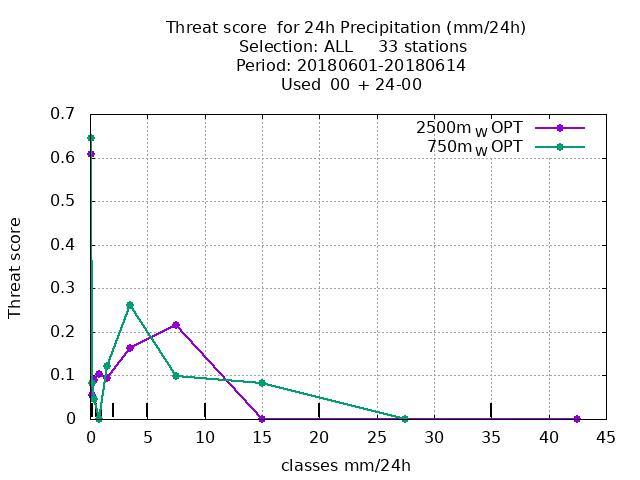 Threat score  for 24h Precipitation (mm/24h)
Selection: ALL     33 stations
Period: 20180601-20180614
Used  00 + 24-00
2500m_W OPT
750m_W OPT
0.7
0.6
0.5
0.4
0.3
0.2
0.1
0
Threat score
0 5 10 15 20 25 30 35 40 45
classes mm/24h